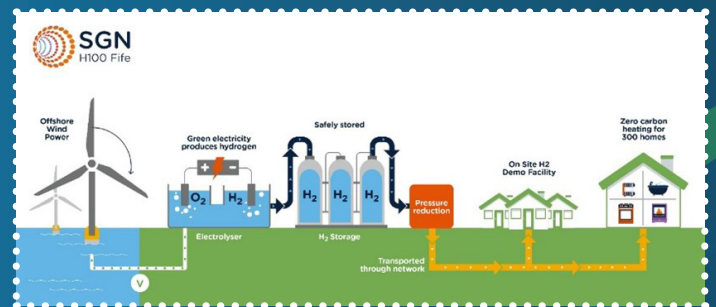 SGN
H100 Fife
Offshore
Wind
Power
Green electricity
produces hydrogen
O2
H2
Electrolyser
V
Safely stored
H2
H2
H2
H2 Storage
Pressure
reduction
Transported
through network
On Site H2
Demo Facility
Zero carbon
heating for
300 homes